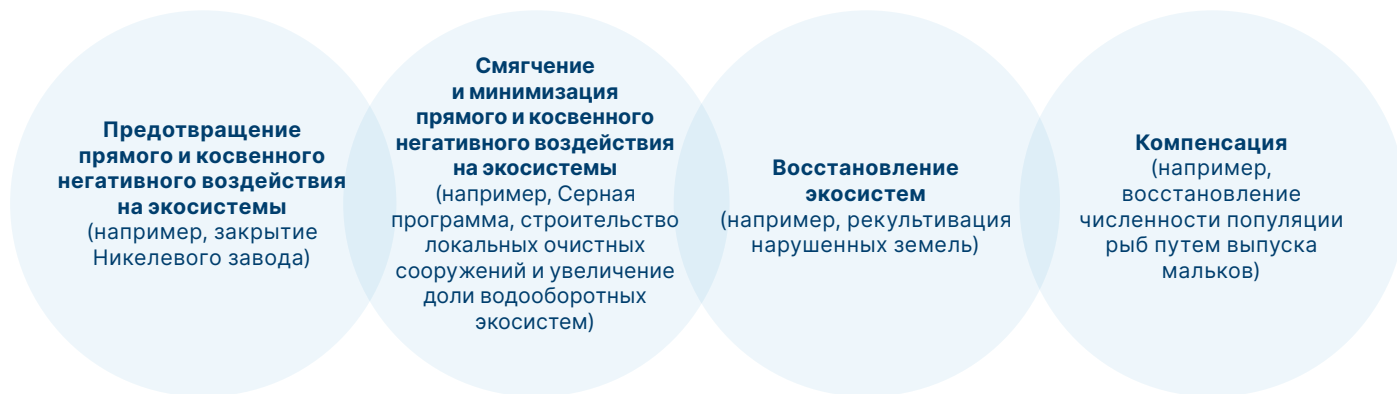 Предотвращение
прямого и косвенного
негативного воздействия
на экосистемы
(например, закрытие
Никелевого завода)
Смягчение
и минимизация
прямого и косвенного
негативного воздействия
на экосистемы
(например, Серная
программа, строительство
локальных очистных
сооружений и увеличение
доли водооборотных
экосистем)
Восстановление
экосистем
(например, рекультивация
нарушенных земель)
Компенсация
(например,
восстановление
численности популяции
рыб путем выпуска
мальков)